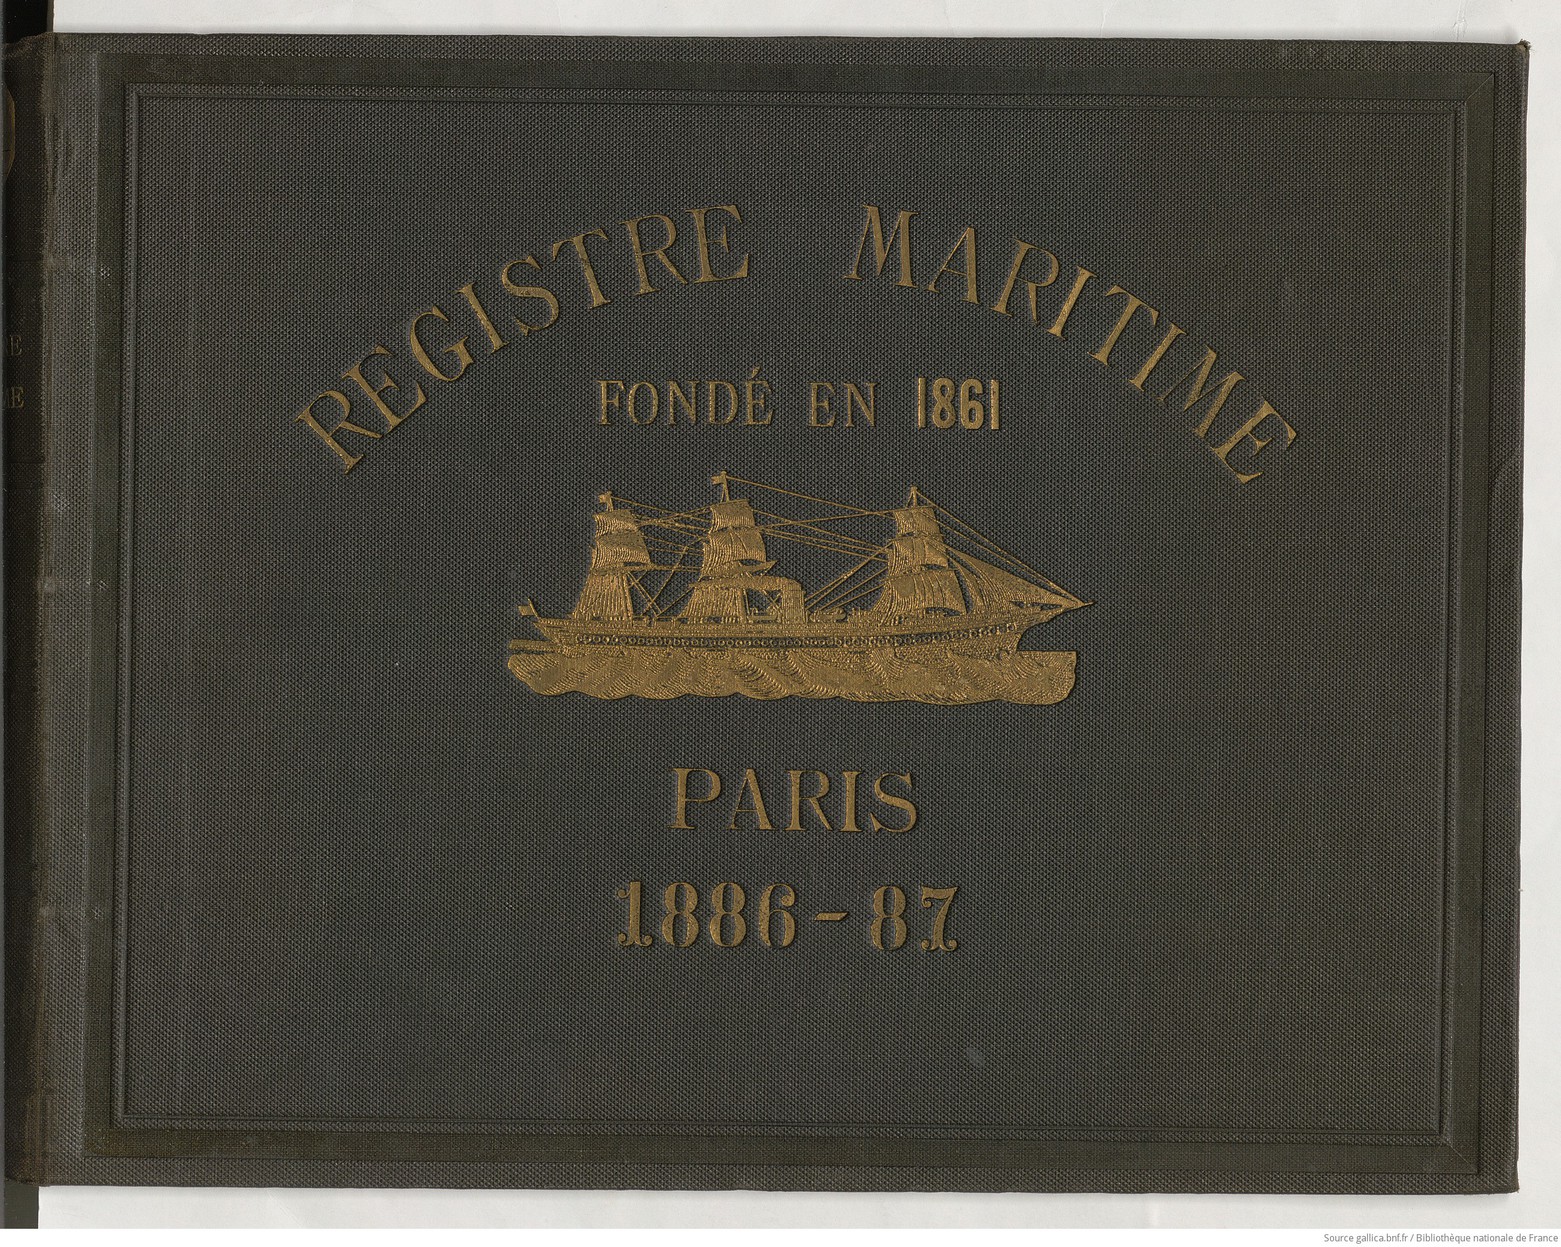 REGISTRE MARITIME
FONDÉ EN 1861
PARIS
1886-87
Source gallica.bnf.fr / Bibliothèque nationale de France